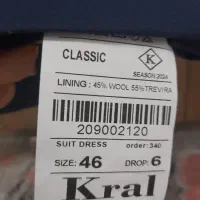 CLASSIC
K
SEASON 2024
LINING : 45% WOOL 55%TREVIRA
209002120
SUIT DRESS order: 340
SIZE: 46 DROP: 6
Kral